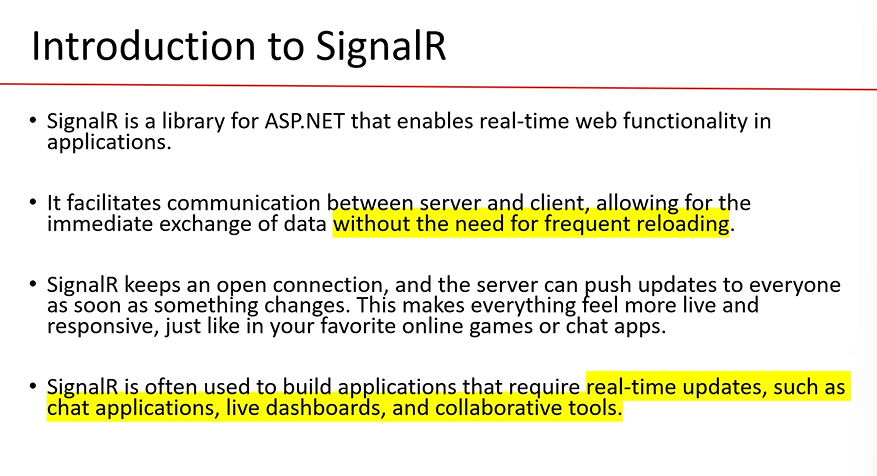 Introduction to SignalR
• SignalR is a library for ASP.NET that enables real-time web functionality in
applications.
• It facilitates communication between server and client, allowing for the
immediate exchange of data without the need for frequent reloading.
• SignalR keeps an open connection, and the server can push updates to everyone
as soon as something changes. This makes everything feel more live and
responsive, just like in your favorite online games or chat apps.
• SignalR is often used to build applications that require real-time updates, such as
chat applications, live dashboards, and collaborative tools.